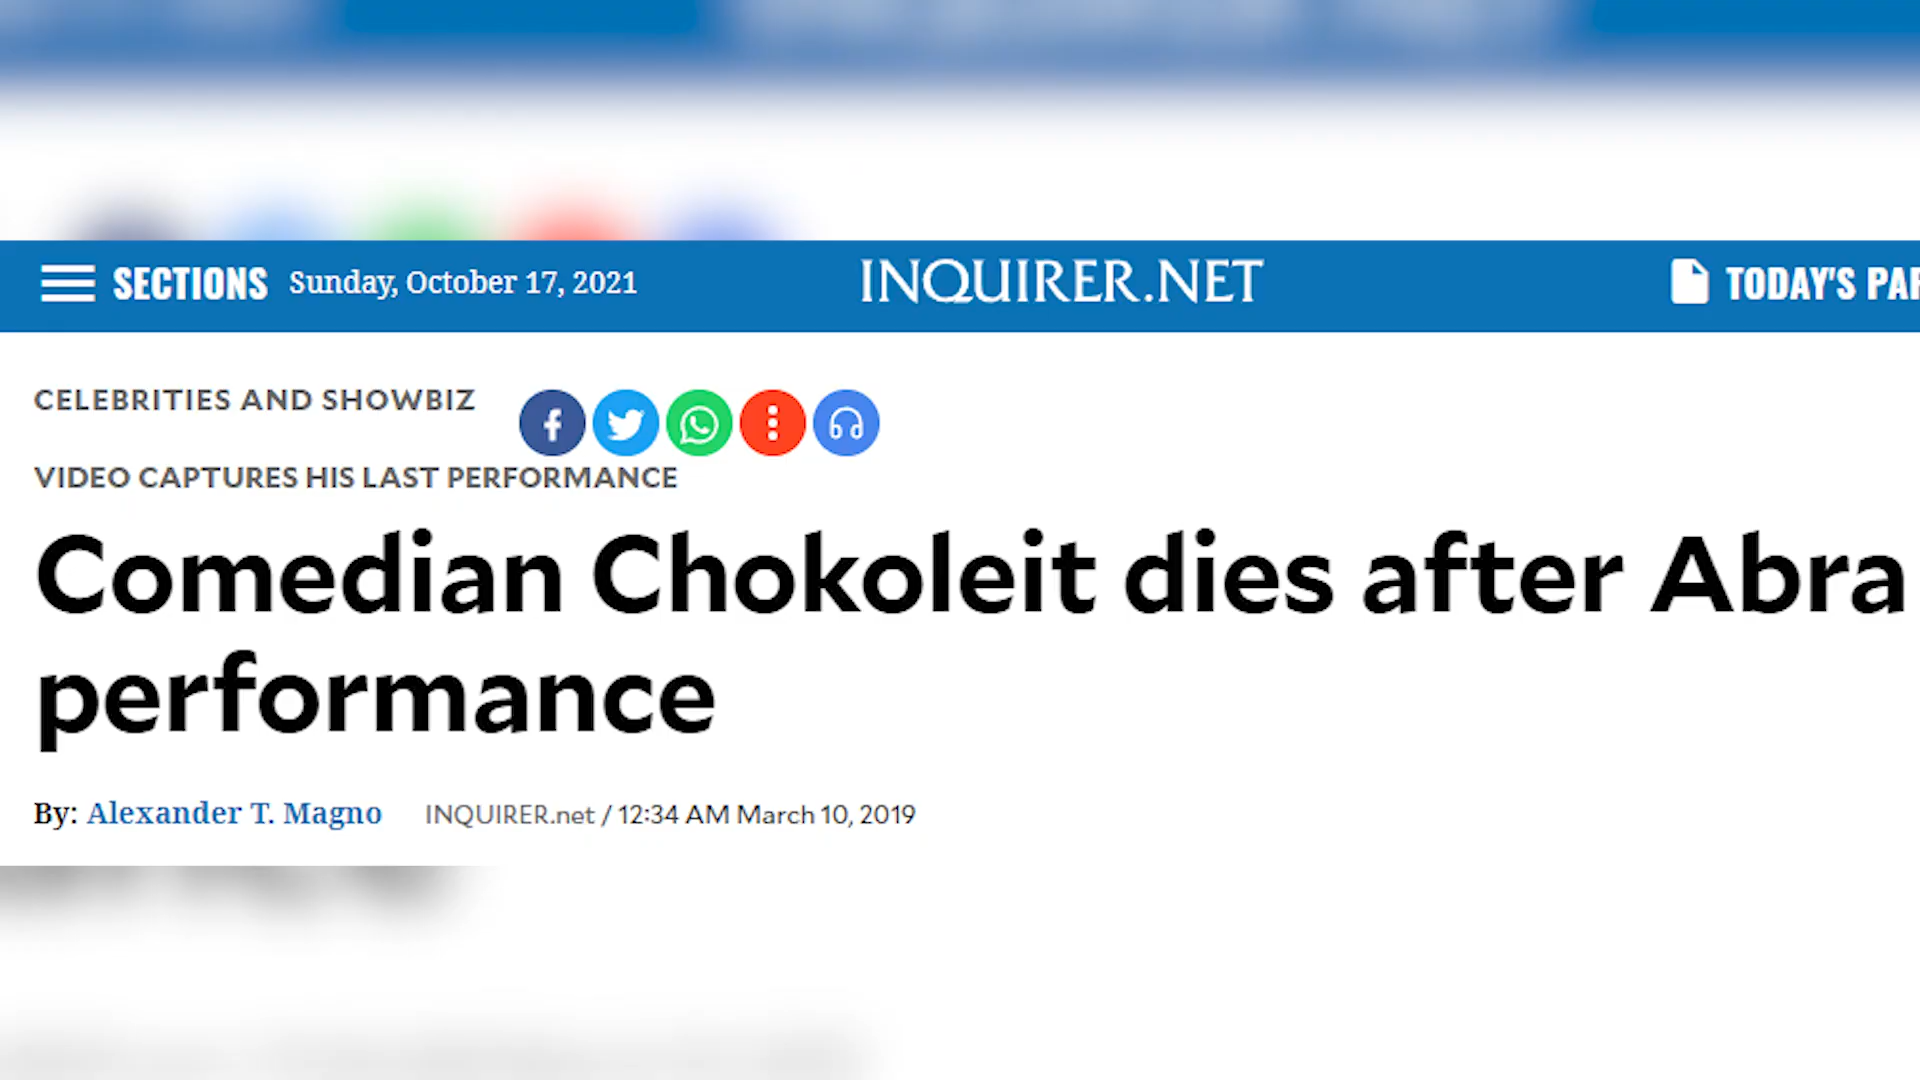 SECTIONS Sunday, October 17, 2021 INQUIRER.NET TODAY'S
CELEBRITIES AND SHOWBIZ
VIDEO CAPTURES HIS LAST PERFORMANCE
Comedian Chokoleit dies after Abra
performance
By: Alexander T. Magno INQUIRER.net / 12:34 AM March 10, 2019